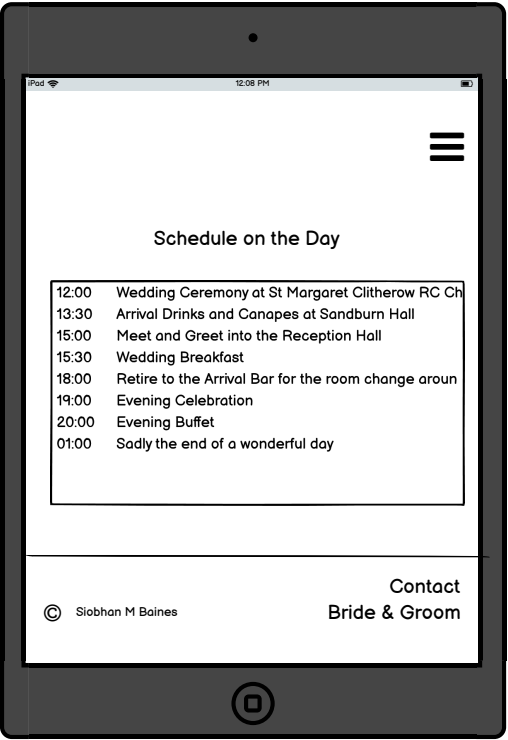 iPad 12:08 PM
Schedule on the Day
12:00 Wedding Ceremony at St Margaret Clitherow RC Ch
13:30 Arrival Drinks and Canapes at Sandburn Hall
15:00 Meet and Greet into the Reception Hall
15:30 Wedding Breakfast
18:00 Retire to the Arrival Bar for the room change aroun
19:00 Evening Celebration
20:00 Evening Buffet
01:00 Sadly the end of a wonderful day
Contact
© Siobhan M Baines Bride & Groom